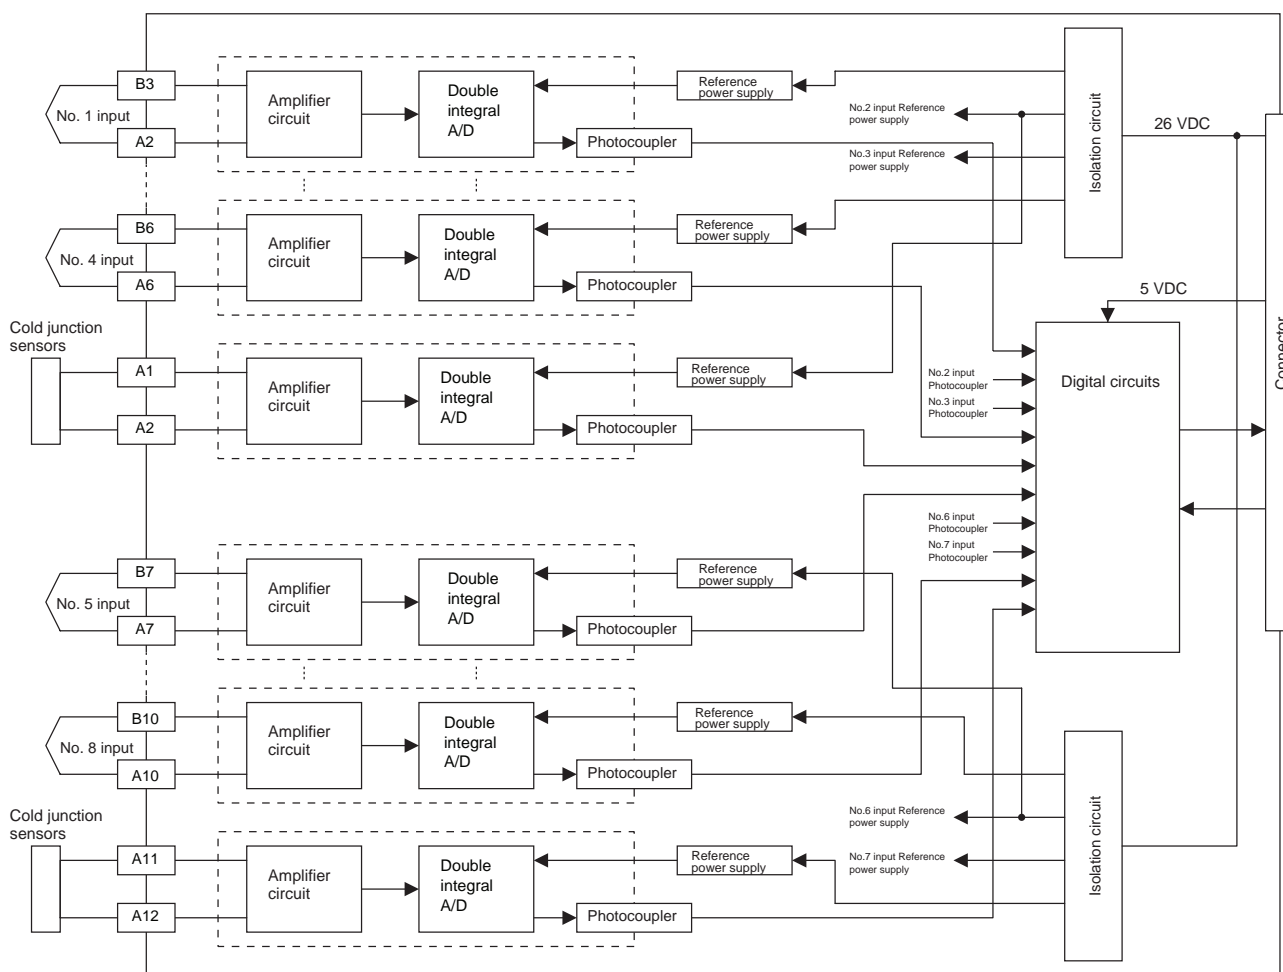 B3
No. 1 input
A2
Amplifier
circuit
Double
integral
A/D
Photocoupler
Reference
power supply
No.2 input Reference
power supply
No.3 input Reference
power supply
Isolation circuit
26 VDC
B6
No. 4 input
A6
Amplifier
circuit
Double
integral
A/D
Photocoupler
Reference
power supply
5 VDC
Connector
Cold junction
sensors
A1
A2
Amplifier
circuit
Double
integral
A/D
Photocoupler
Reference
power supply
No.2 input
Photocoupler
No.3 input
Photocoupler
Digital circuits
No.6 input
Photocoupler
No.7 input
Photocoupler
B7
No. 5 input
A7
Amplifier
circuit
Double
integral
A/D
Photocoupler
Reference
power supply
B10
No. 8 input
A10
Amplifier
circuit
Double
integral
A/D
Photocoupler
Reference
power supply
No.6 input Reference
power supply
No.7 input Reference
power supply
Isolation circuit
Cold junction
sensors
A11
A12
Amplifier
circuit
Double
integral
A/D
Photocoupler
Reference
power supply